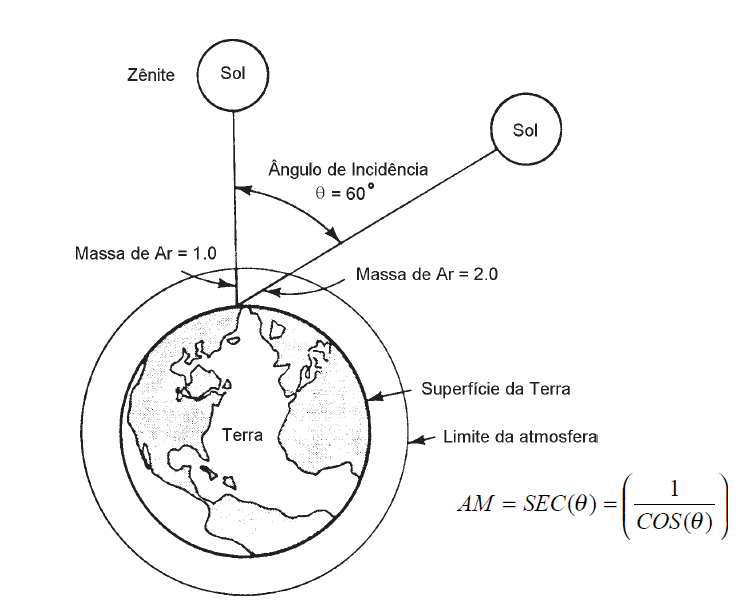 Zênite
Sol
Sol
Ângulo de Incidência
θ = 60°
Massa de Ar = 1.0
Massa de Ar = 2.0
Superfície da Terra
Terra
Limite da atmosfera
AM = SEC(θ) = (1 / COS(θ))